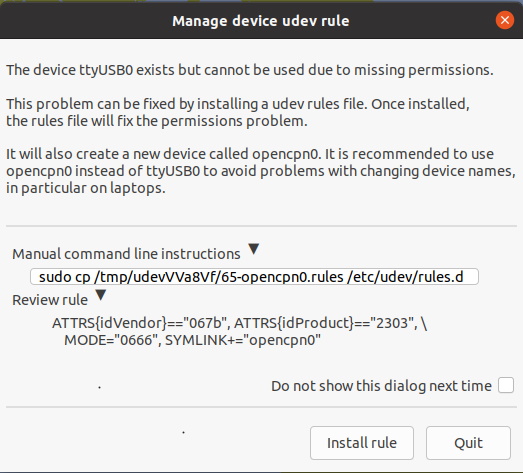 Manage device udev rule
The device ttyUSB0 exists but cannot be used due to missing permissions.
This problem can be fixed by installing a udev rules file. Once installed,
the rules file will fix the permissions problem.
It will also create a new device called opencpn0. It is recommended to use
opencpn0 instead of ttyUSB0 to avoid problems with changing device names,
in particular on laptops.
Manual command line instructions ▼
sudo cp /tmp/udevVVa8Vf/65-opencpn0.rules /etc/udev/rules.d
Review rule ▼
ATTRS{idVendor}=="067b", ATTRS{idProduct}=="2303", \
MODE="0666", SYMLINK+="opencpn0"
Do not show this dialog next time
Install rule Quit